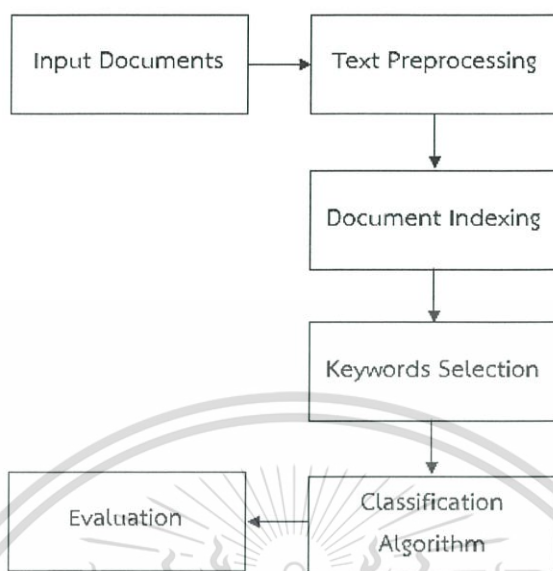 Input Documents
Text Preprocessing
Document Indexing
Keywords Selection
Classification
Algorithm
Evaluation